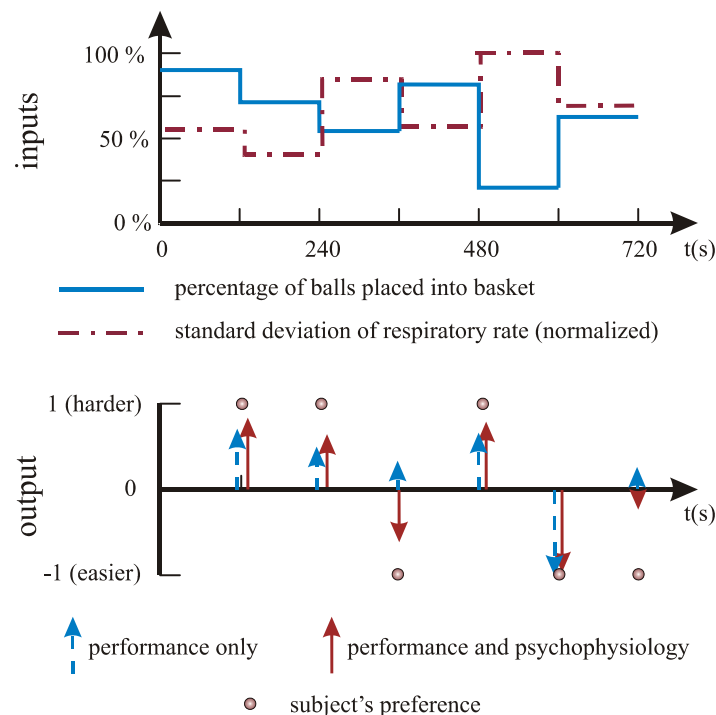 inputs
100 %
50 %
0 %
0 240 480 720 t(s)
percentage of balls placed into basket
standard deviation of respiratory rate (normalized)
output
1 (harder)
0
t(s)
-1 (easier)
performance only performance and psychophysiology
subject's preference